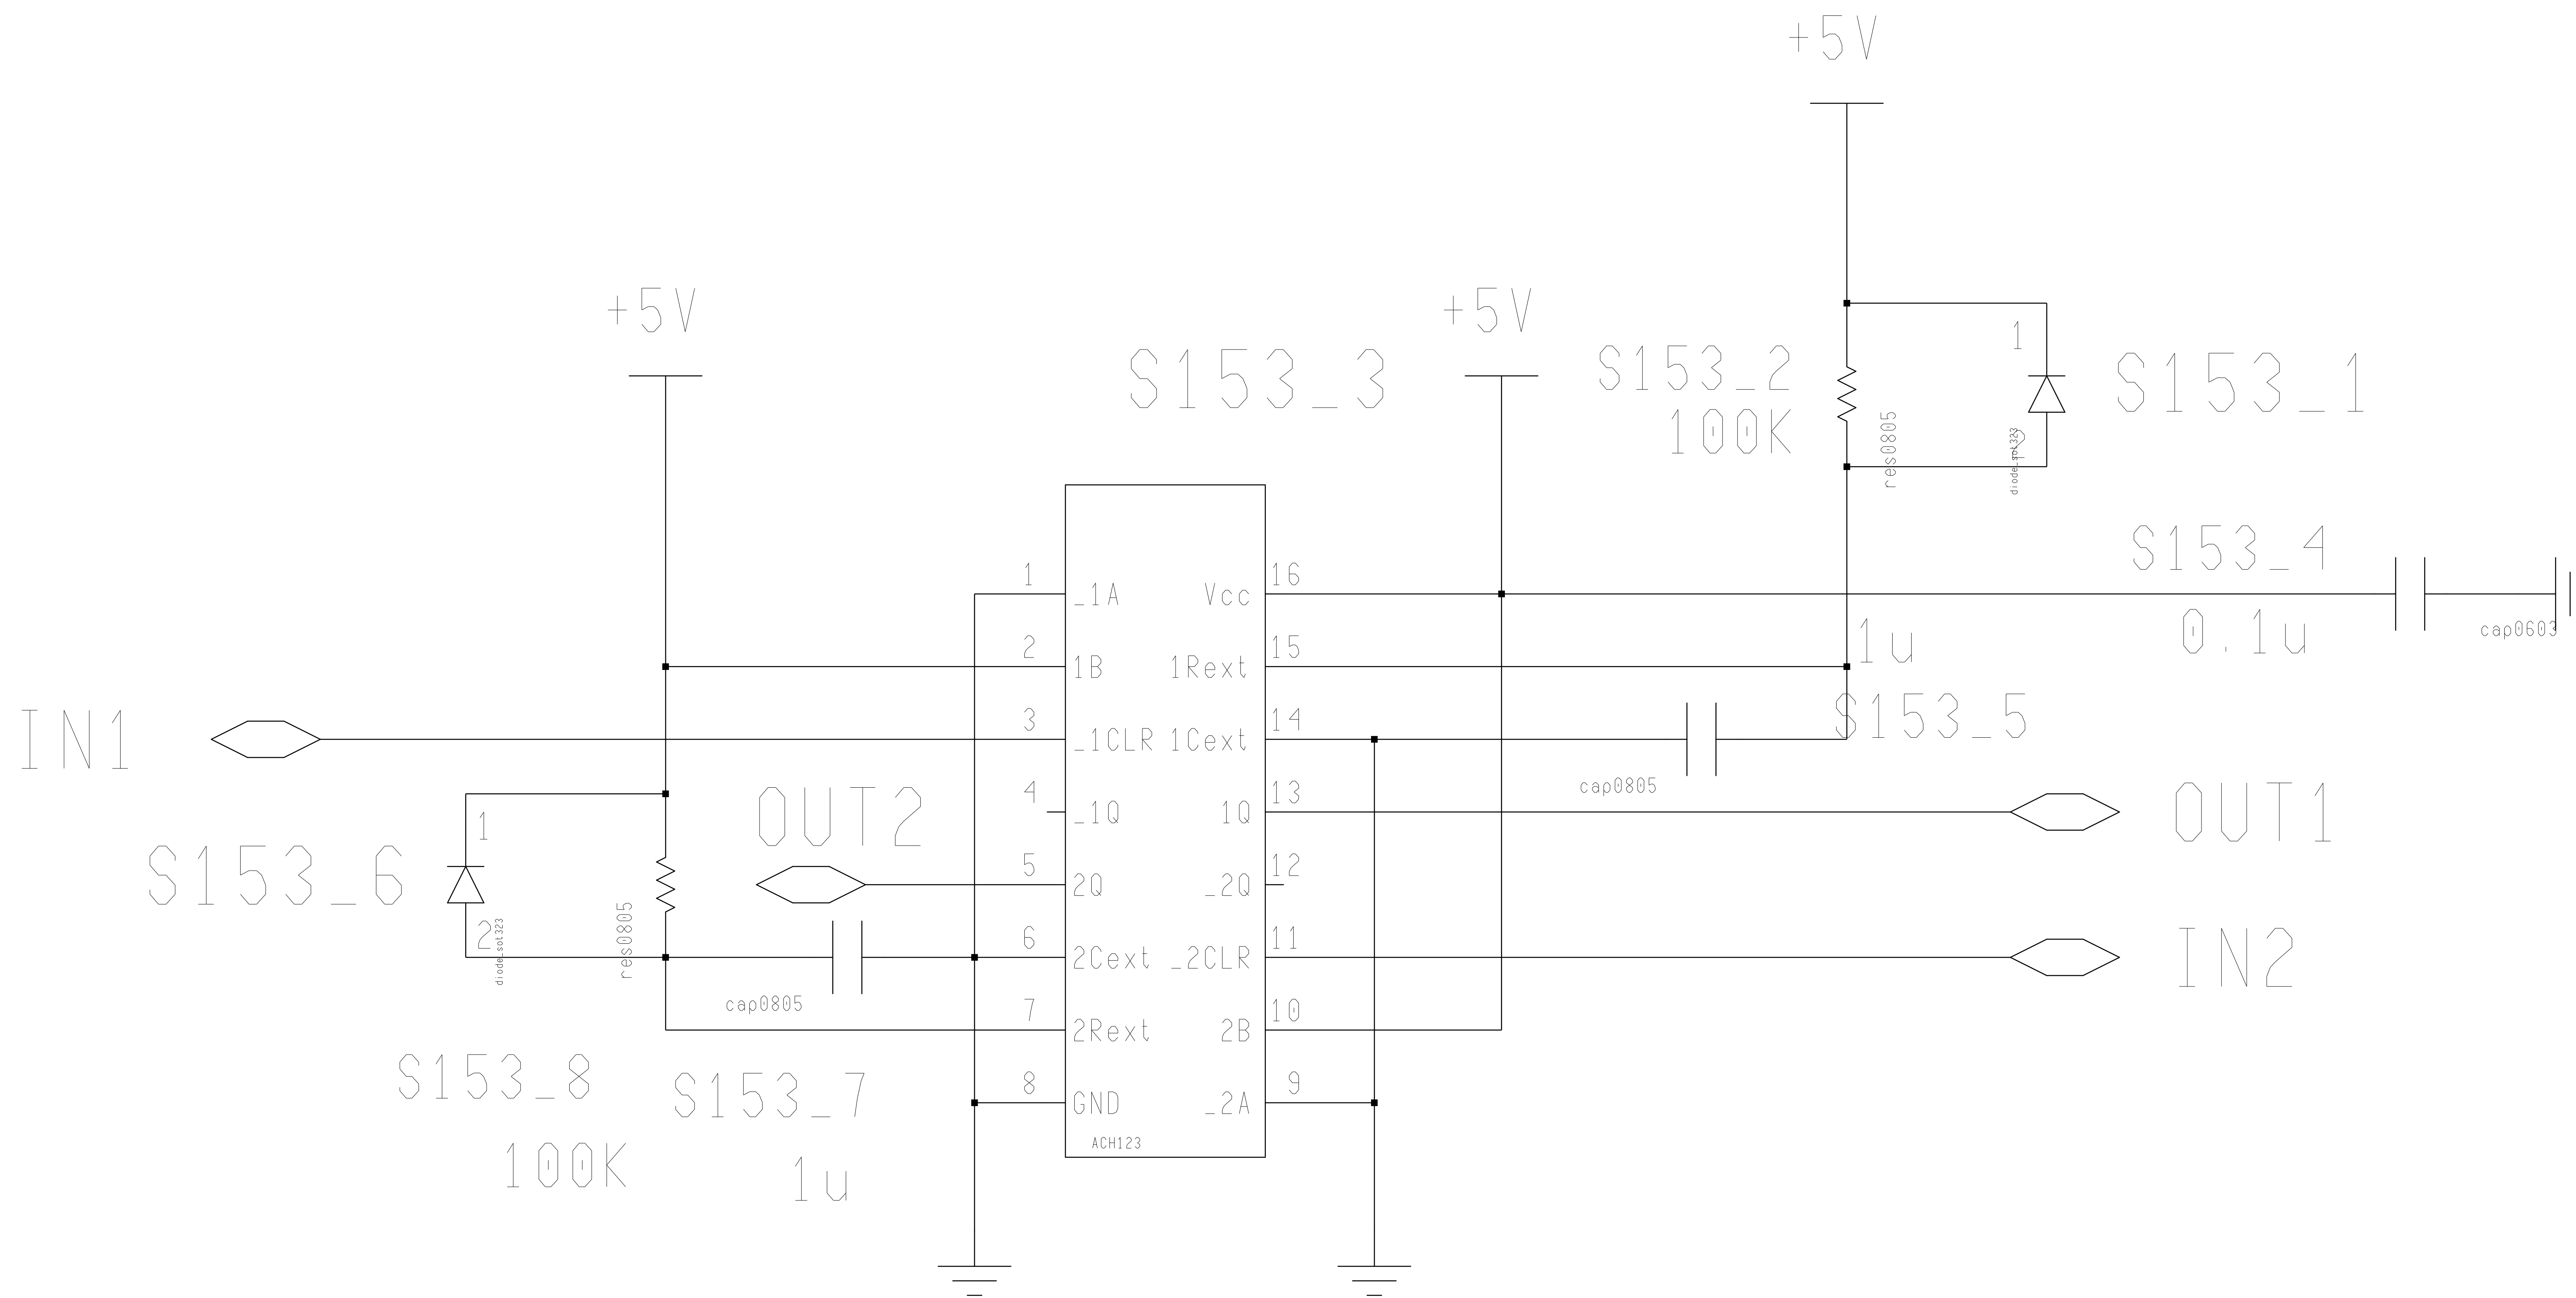 +5V
+5V
+5V
S153_3
S153_2
100K
res0805
1
2
diode_sot323
S153_1
S153_4
0.1u
cap0603
1 _1A
2 1B
3 _1CLR
4 _1Q
5 2Q
6 2Cext
7 2Rext
8 GND
Vcc 16
1Rext 15
1Cext 14
1Q 13
_2Q 12
_2CLR 11
2B 10
_2A 9
ACH123
1u
S153_5
cap0805
IN1
OUT2
OUT1
IN2
S153_6
1
2
diode_sot323
res0805
cap0805
S153_8
100K
S153_7
1u